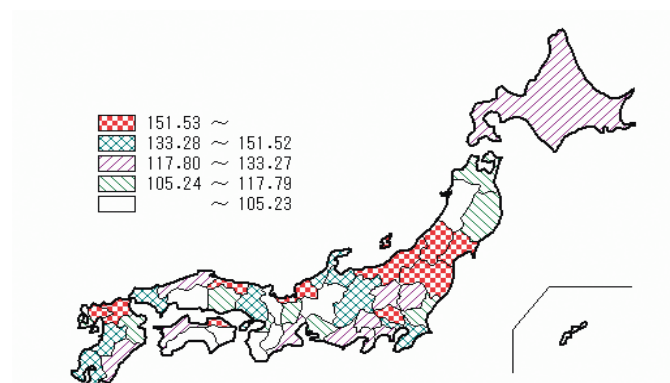 151.53 ～
133.28 ～ 151.52
117.80 ～ 133.27
105.24 ～ 117.79
～ 105.23